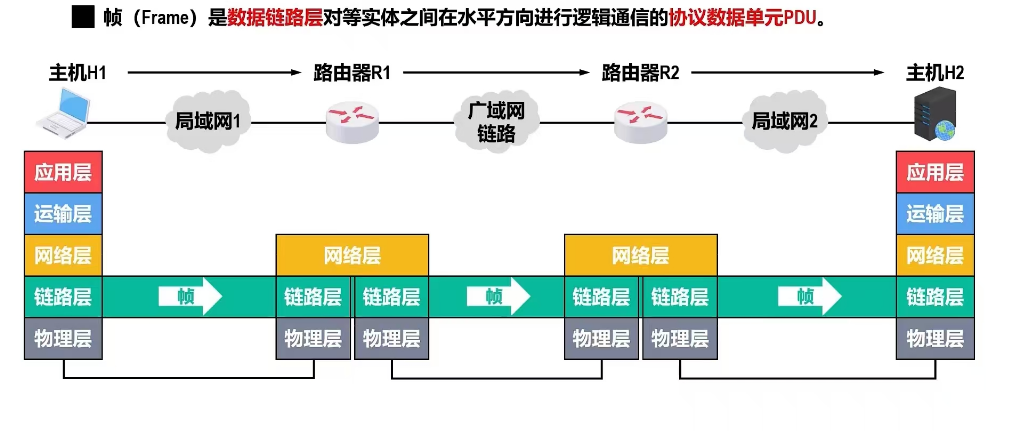 帧（Frame）是数据链路层对等实体之间在水平方向进行逻辑通信的协议数据单元PDU。
主机H1 路由器R1 路由器R2 主机H2
局域网1 广域网 局域网2
链路
应用层 应用层
运输层 运输层
网络层 网络层 网络层 网络层
链路层 帧 链路层 链路层 帧 链路层 链路层 帧 链路层
物理层 物理层 物理层 物理层 物理层 物理层